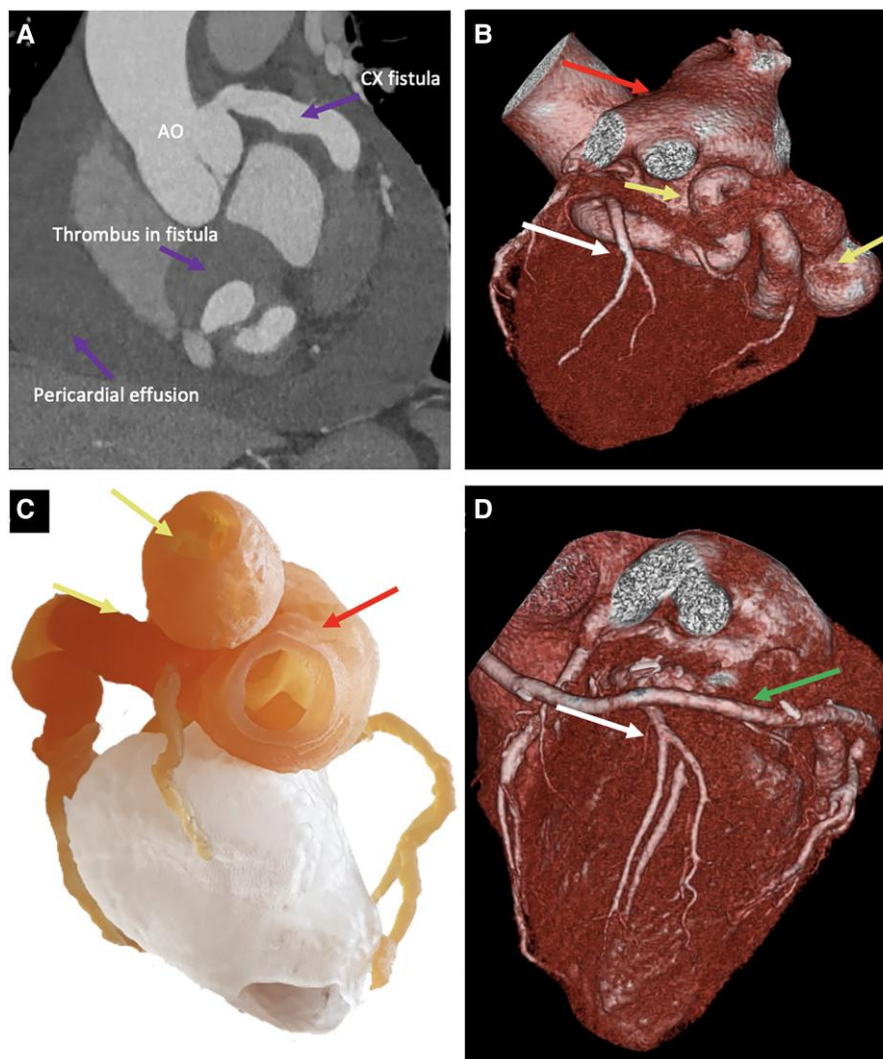 A
CX fistula
AO
Thrombus in fistula
Pericardial effusion
B
C
D